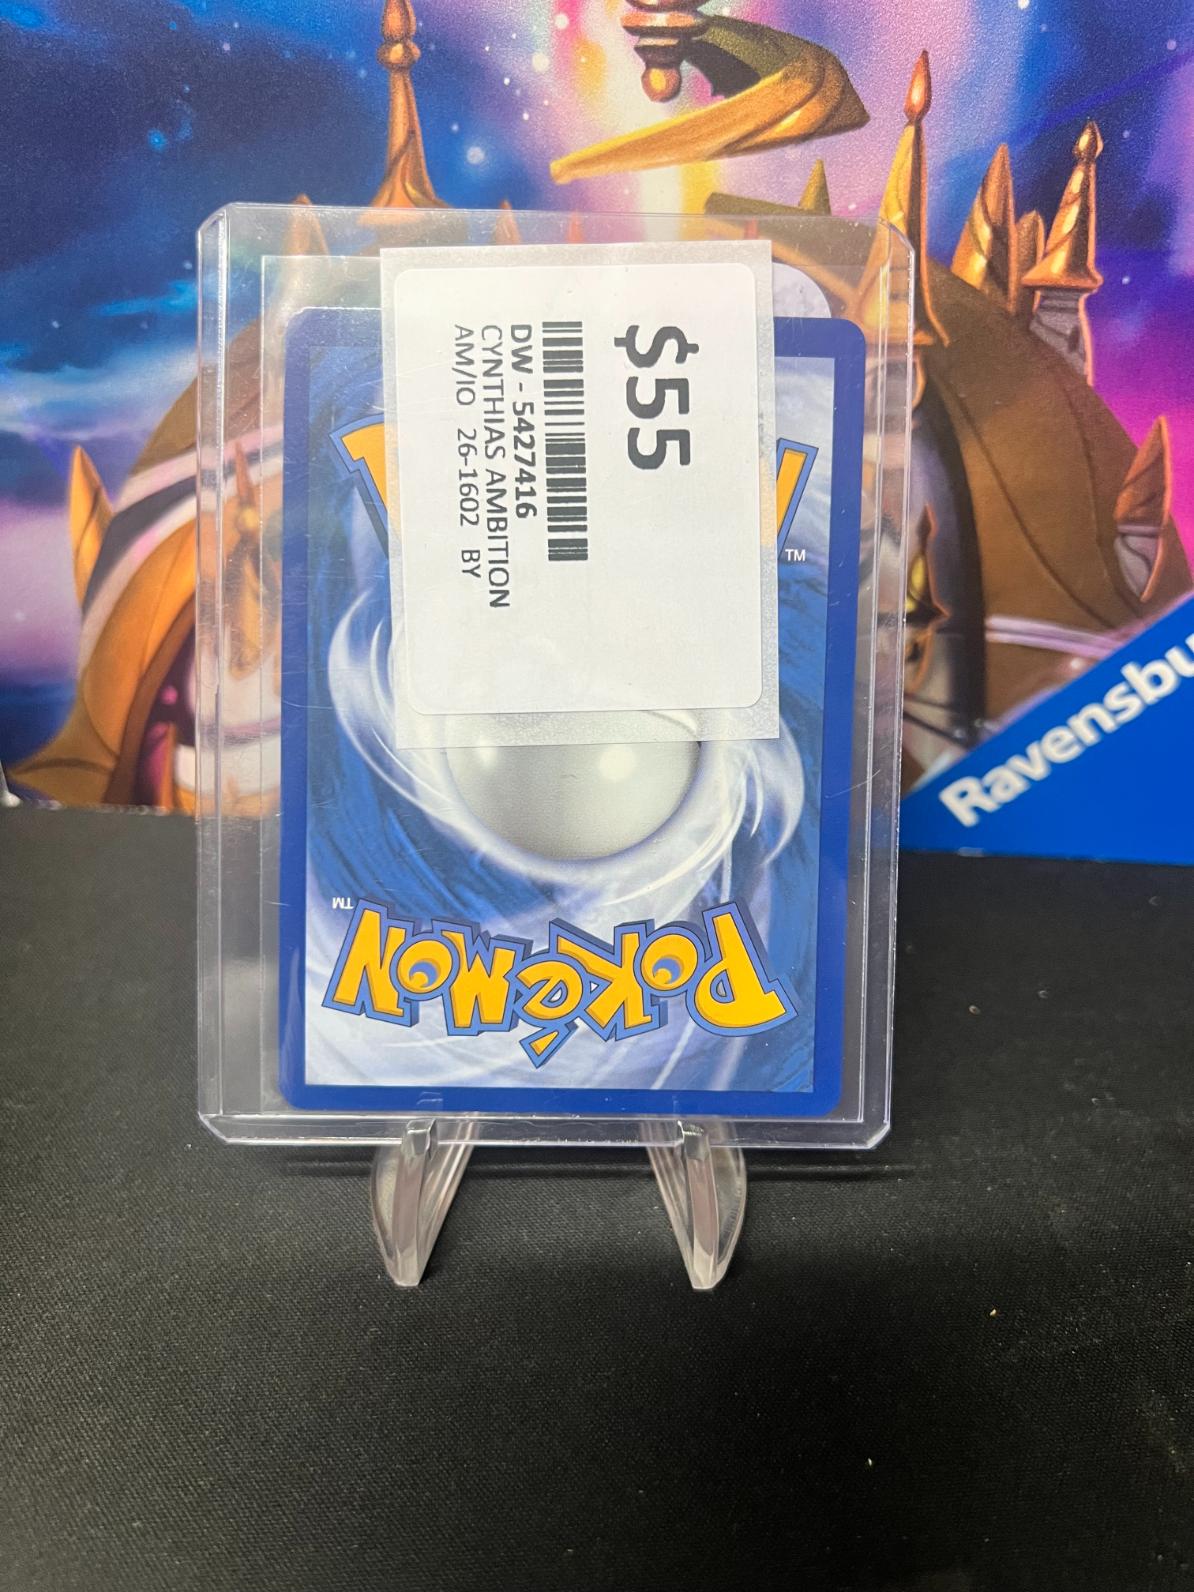 $55
DW - 5427416
CYNTHIAS AMBITION
AM/IO 26-1602 BY
TM
POKéMON
TM
Ravensbu